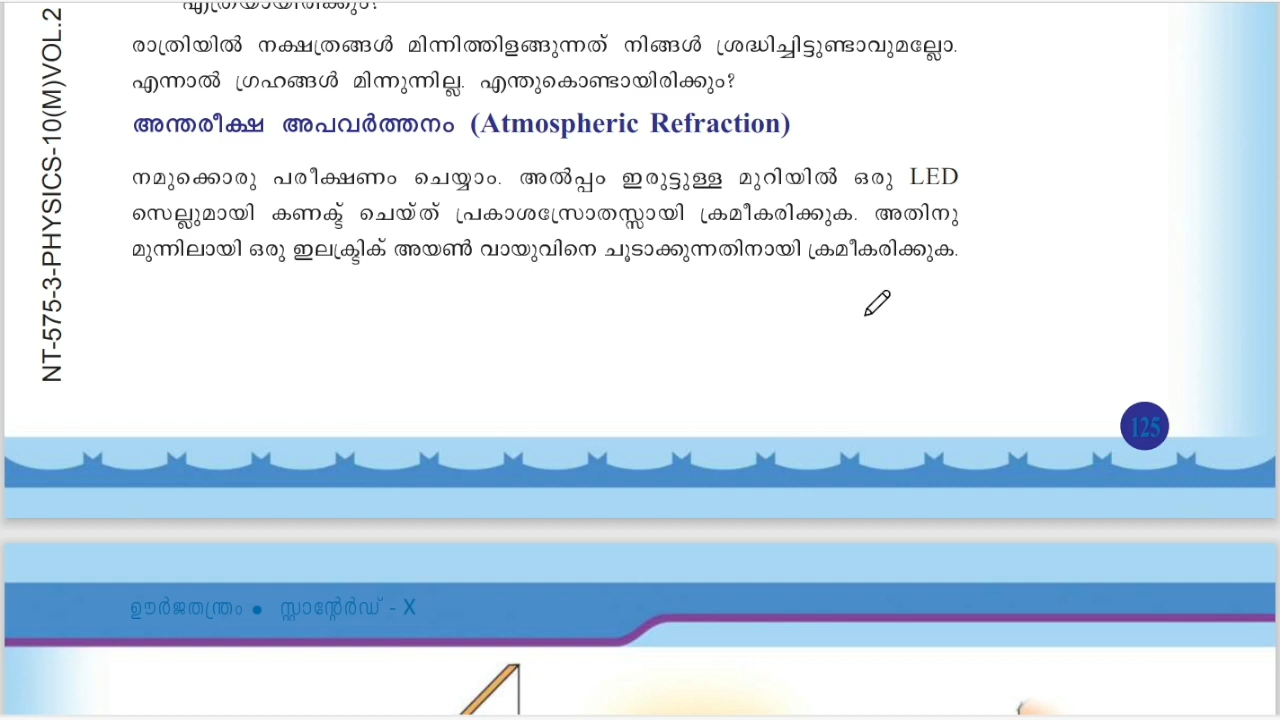 എത്രയായിരിക്കും?
രാത്രിയിൽ നക്ഷത്രങ്ങൾ മിന്നിത്തിളങ്ങുന്നത് നിങ്ങൾ ശ്രദ്ധിച്ചിട്ടുണ്ടാവുമല്ലോ.
എന്നാൽ ഗ്രഹങ്ങൾ മിന്നുന്നില്ല. എന്തുകൊണ്ടായിരിക്കും?
അന്തരീക്ഷ അപവർത്തനം (Atmospheric Refraction)
നമുക്കൊരു പരീക്ഷണം ചെയ്യാം. അൽപ്പം ഇരുട്ടുള്ള മുറിയിൽ ഒരു LED
സെല്ലുമായി കണക്ട് ചെയ്ത് പ്രകാശസ്രോതസ്സായി ക്രമീകരിക്കുക. അതിനു
മുന്നിലായി ഒരു ഇലക്ട്രിക് അയൺ വായുവിനെ ചൂടാക്കുന്നതിനായി ക്രമീകരിക്കുക.
NT-575-3-PHYSICS-10(M)VOL.2
125
ഊർജതന്ത്രം ● സ്റ്റാന്റേർഡ് - X